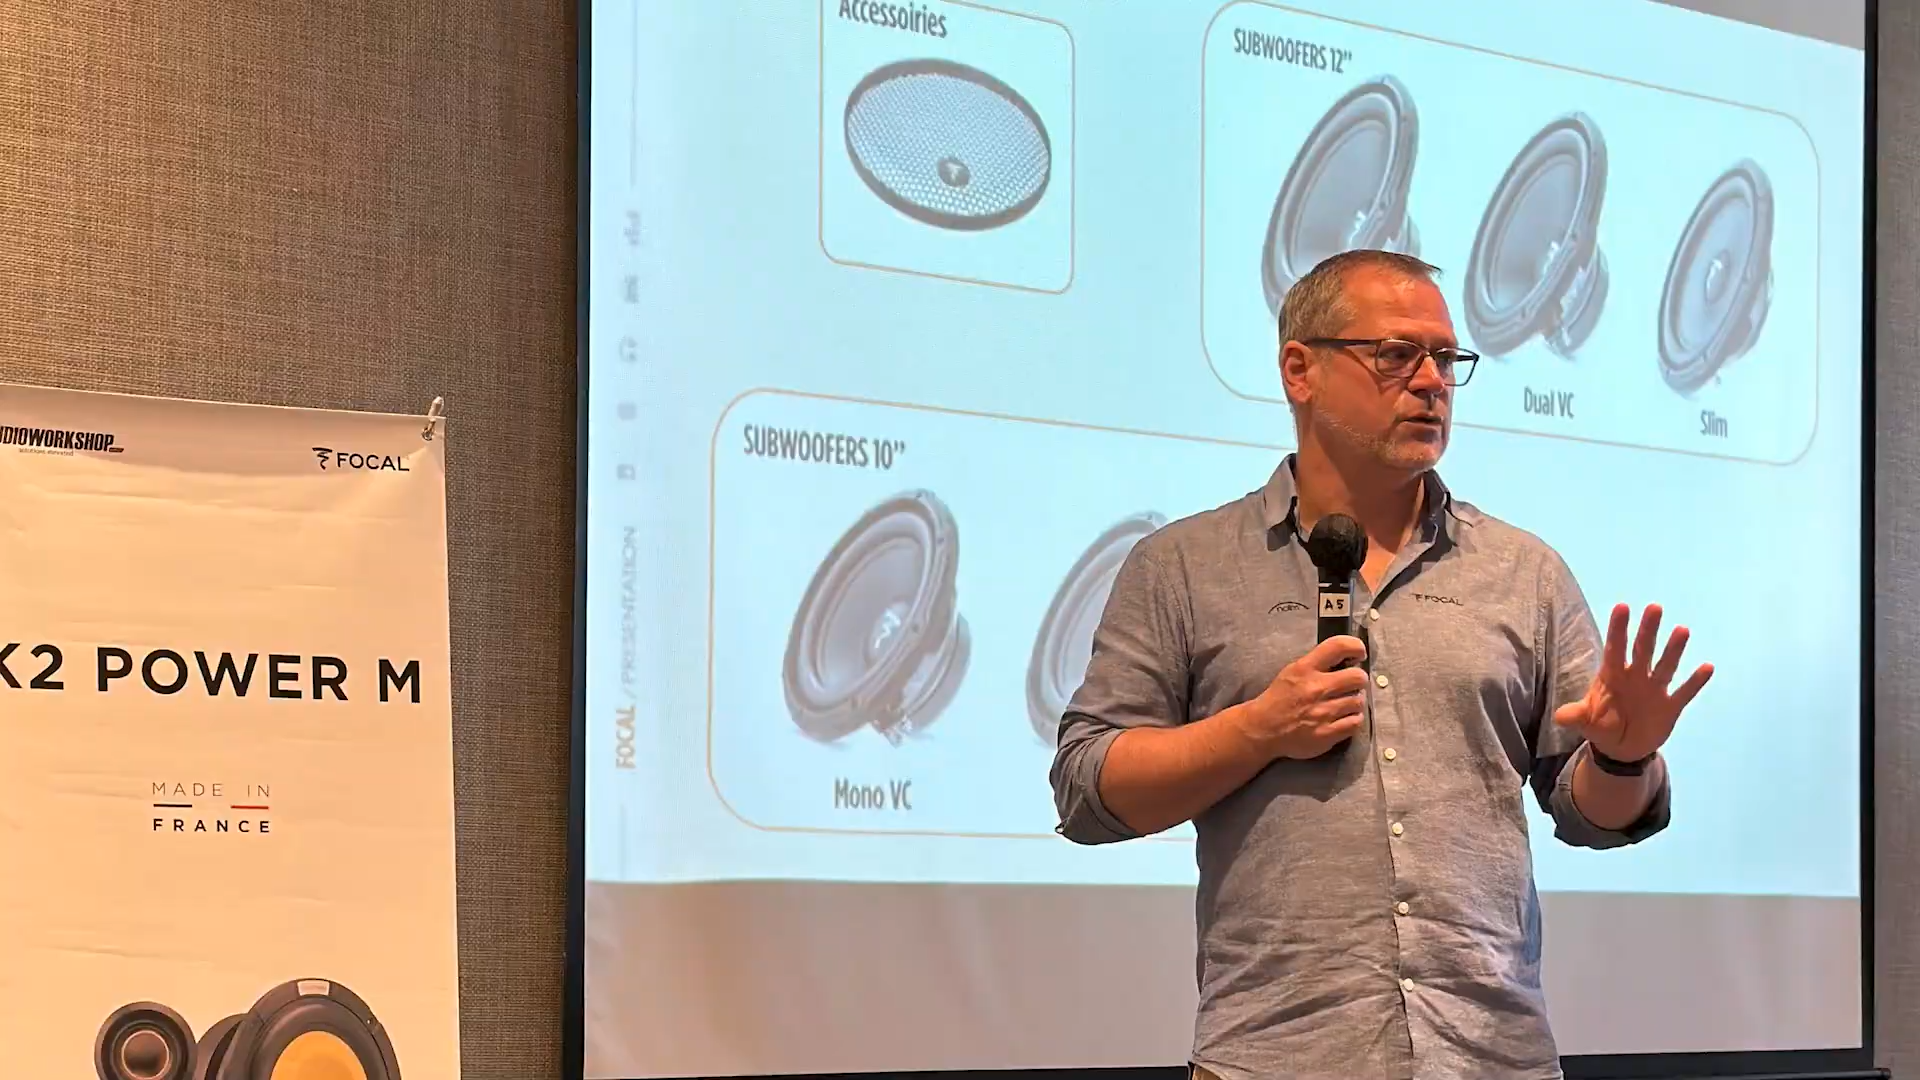 Accessoiries
SUBWOOFERS 12"
Dual VC
Slim
SUBWOOFERS 10"
Mono VC
FOCAL / PRESENTATION
FOCAL
K2 POWER M
MADE IN
FRANCE
naim
A5
FOCAL